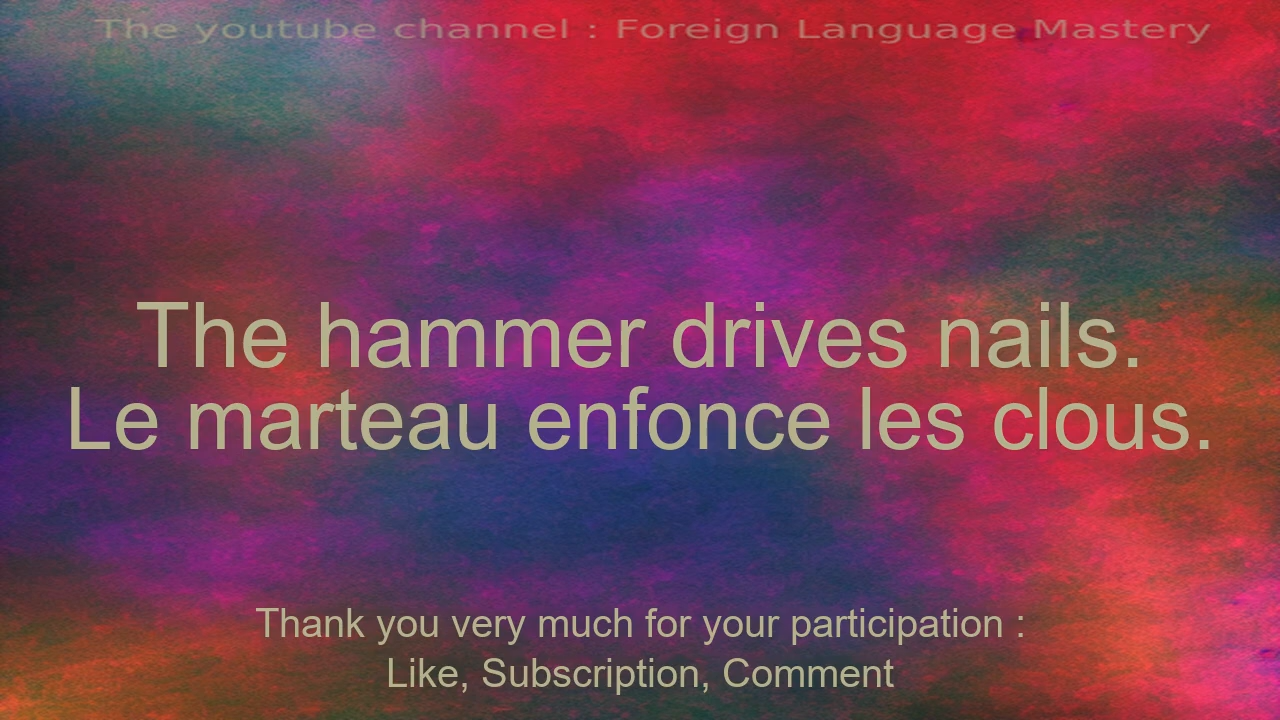 The youtube channel : Foreign Language Mastery
The hammer drives nails.
Le marteau enfonce les clous.
Thank you very much for your participation :
Like, Subscription, Comment